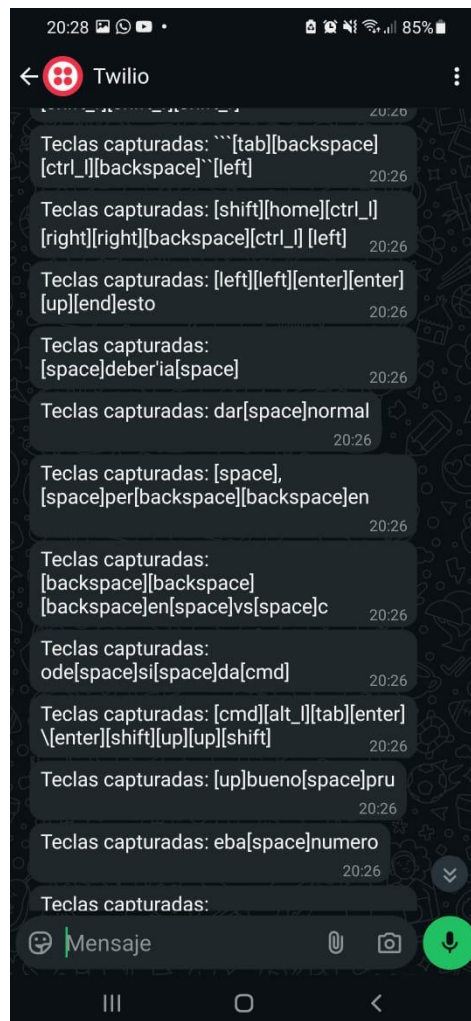 20:28
85%
Twilio
20:26
Teclas capturadas: ```[tab][backspace]
[ctrl_l][backspace]``[left]
20:26
Teclas capturadas: [shift][home][ctrl_l]
[right][right][backspace][ctrl_l] [left]
20:26
Teclas capturadas: [left][left][enter][enter]
[up][end]esto
20:26
Teclas capturadas:
[space]deber'ia[space]
20:26
Teclas capturadas: dar[space]normal
20:26
Teclas capturadas: [space],
[space]per[backspace][backspace]en
20:26
Teclas capturadas:
[backspace][backspace]
[backspace]en[space]vs[space]c
20:26
Teclas capturadas:
ode[space]si[space]da[cmd]
20:26
Teclas capturadas: [cmd][alt_l][tab][enter]
\[enter][shift][up][up][shift]
20:26
Teclas capturadas: [up]bueno[space]pru
20:26
Teclas capturadas: eba[space]numero
20:26
Teclas capturadas:
Mensaje